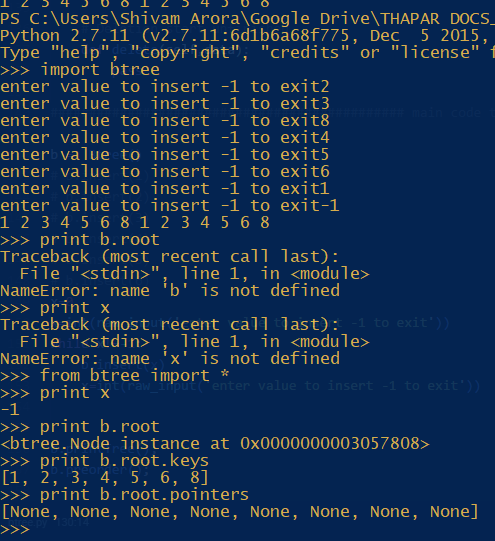 1 2 3 4 5 6 8 1 2 3 4 5 6 8
PS C:\Users\Shivam Arora\Google Drive\THAPAR DOCS_
Python 2.7.11 (v2.7.11:6d1b6a68f775, Dec  5 2015,
Type "help", "copyright", "credits" or "license" f
>>> import btree
enter value to insert -1 to exit2
enter value to insert -1 to exit3
enter value to insert -1 to exit8
enter value to insert -1 to exit4
enter value to insert -1 to exit5
enter value to insert -1 to exit6
enter value to insert -1 to exit1
enter value to insert -1 to exit-1
1 2 3 4 5 6 8 1 2 3 4 5 6 8
>>> print b.root
Traceback (most recent call last):
  File "<stdin>", line 1, in <module>
NameError: name 'b' is not defined
>>> print x
Traceback (most recent call last):
  File "<stdin>", line 1, in <module>
NameError: name 'x' is not defined
>>> from btree import *
>>> print x
-1
>>> print b.root
<btree.Node instance at 0x0000000003057808>
>>> print b.root.keys
[1, 2, 3, 4, 5, 6, 8]
>>> print b.root.pointers
[None, None, None, None, None, None, None, None]
>>>